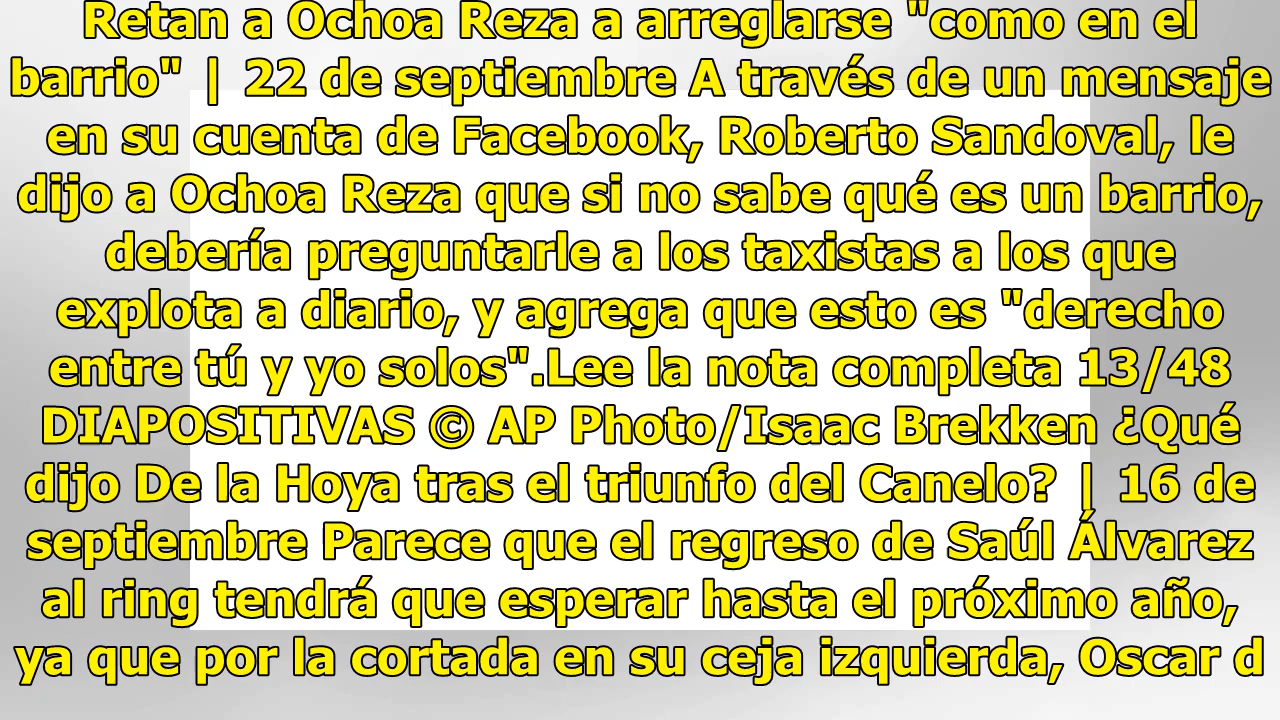 Retan a Ochoa Reza a arreglarse "como en el
barrio" | 22 de septiembre A través de un mensaje
en su cuenta de Facebook, Roberto Sandoval, le
dijo a Ochoa Reza que si no sabe qué es un barrio,
debería preguntarle a los taxistas a los que
explota a diario, y agrega que esto es "derecho
entre tú y yo solos".Lee la nota completa 13/48
DIAPOSITIVAS © AP Photo/Isaac Brekken ¿Qué
dijo De la Hoya tras el triunfo del Canelo? | 16 de
septiembre Parece que el regreso de Saúl Álvarez
al ring tendrá que esperar hasta el próximo año,
ya que por la cortada en su ceja izquierda, Oscar d